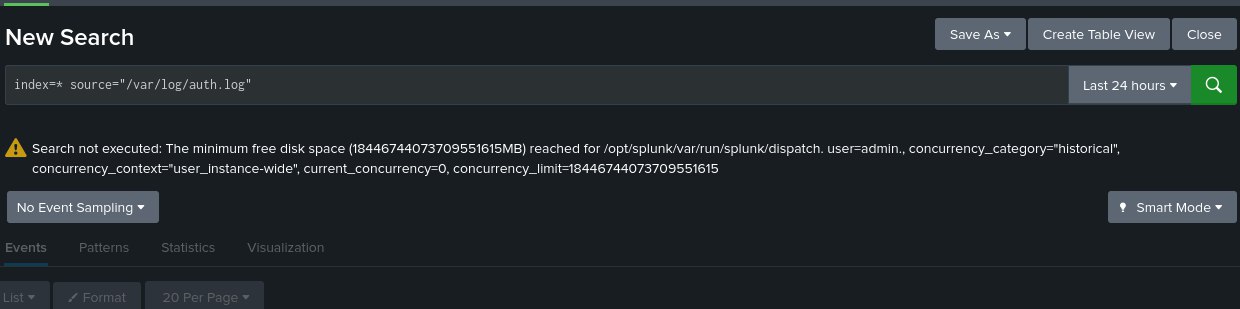 New Search
Save As
Create Table View
Close
index=* source="/var/log/auth.log"
Last 24 hours
Search not executed: The minimum free disk space (18446744073709551615MB) reached for /opt/splunk/var/run/splunk/dispatch. user=admin., concurrency_category="historical",
concurrency_context="user_instance-wide", current_concurrency=0, concurrency_limit=18446744073709551615
No Event Sampling
Smart Mode
Events
Patterns
Statistics
Visualization
List
Format
20 Per Page